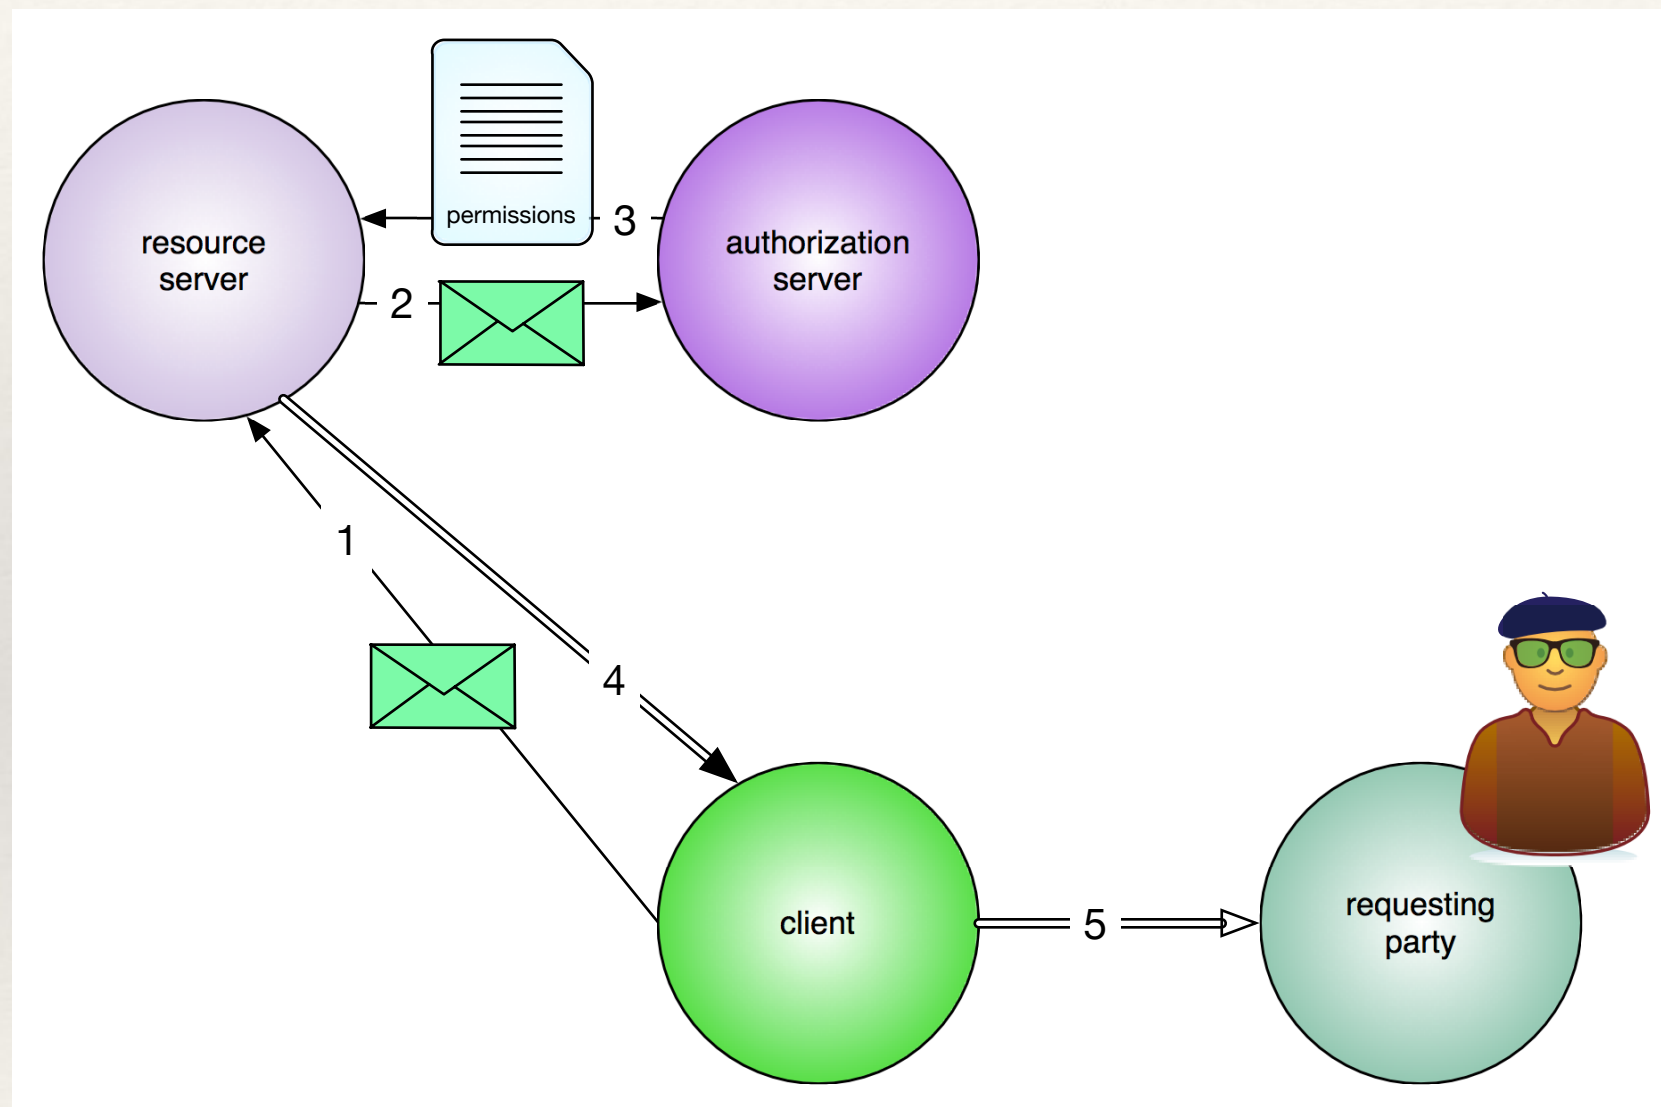 permissions
3
resource
server
authorization
server
2
1
4
client
5
requesting
party